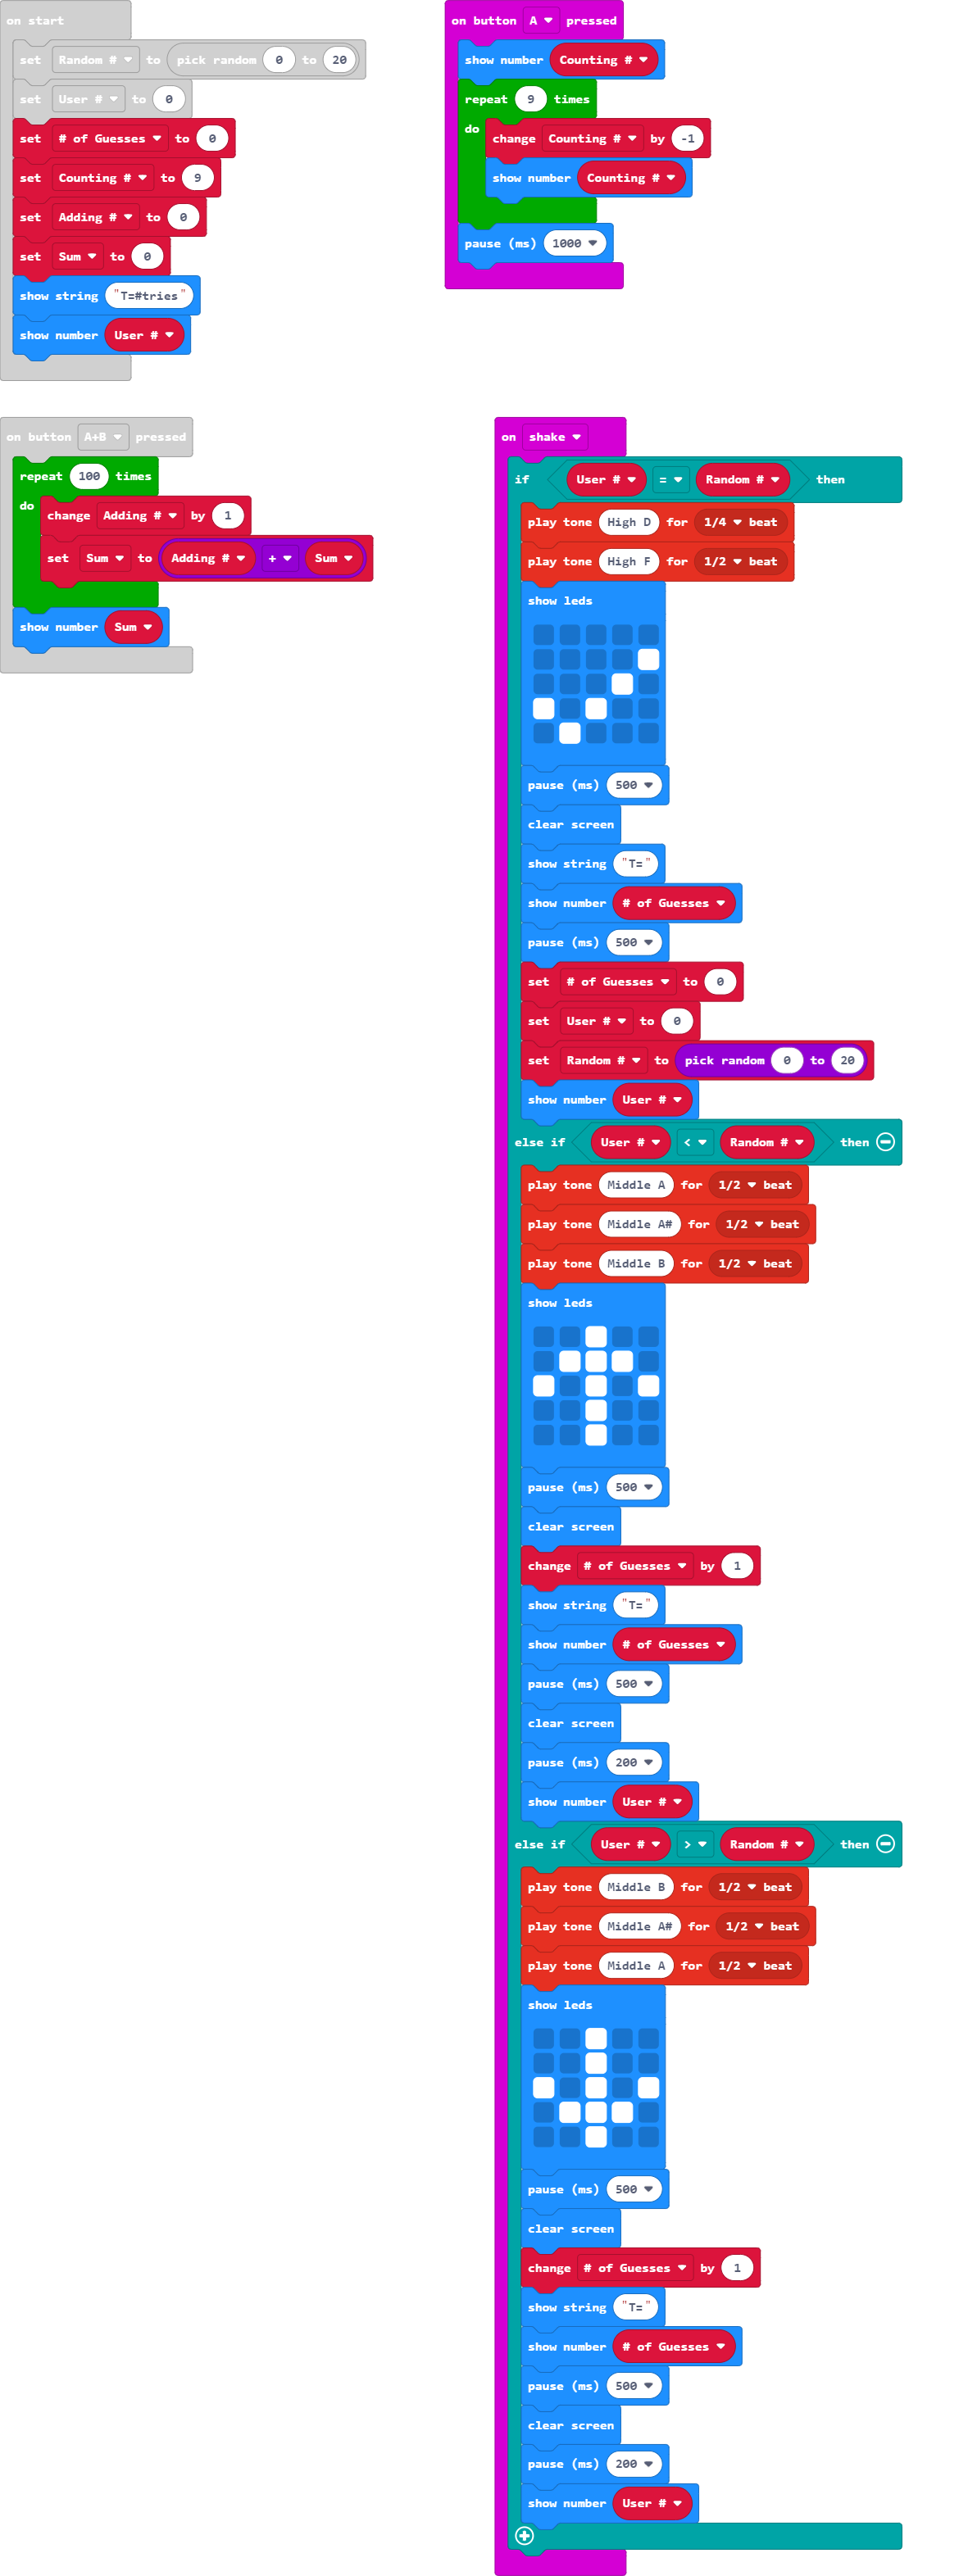 on start
set Random # to pick random 0 to 20
set User # to 0
set # of Guesses to 0
set Counting # to 9
set Adding # to 0
set Sum to 0
show string "T=#tries"
show number User #
on button A pressed
show number Counting #
repeat 9 times
do
change Counting # by -1
show number Counting #
pause (ms) 1000
on button A+B pressed
repeat 100 times
do
change Adding # by 1
set Sum to Adding # + Sum
show number Sum
on shake
if User # = Random # then
play tone High D for 1/4 beat
play tone High F for 1/2 beat
show leds
pause (ms) 500
clear screen
show string "T="
show number # of Guesses
pause (ms) 500
set # of Guesses to 0
set User # to 0
set Random # to pick random 0 to 20
show number User #
else if User # < Random # then
play tone Middle A for 1/2 beat
play tone Middle A# for 1/2 beat
play tone Middle B for 1/2 beat
show leds
pause (ms) 500
clear screen
change # of Guesses by 1
show string "T="
show number # of Guesses
pause (ms) 500
clear screen
pause (ms) 200
show number User #
else if User # > Random # then
play tone Middle B for 1/2 beat
play tone Middle A# for 1/2 beat
play tone Middle A for 1/2 beat
show leds
pause (ms) 500
clear screen
change # of Guesses by 1
show string "T="
show number # of Guesses
pause (ms) 500
clear screen
pause (ms) 200
show number User #